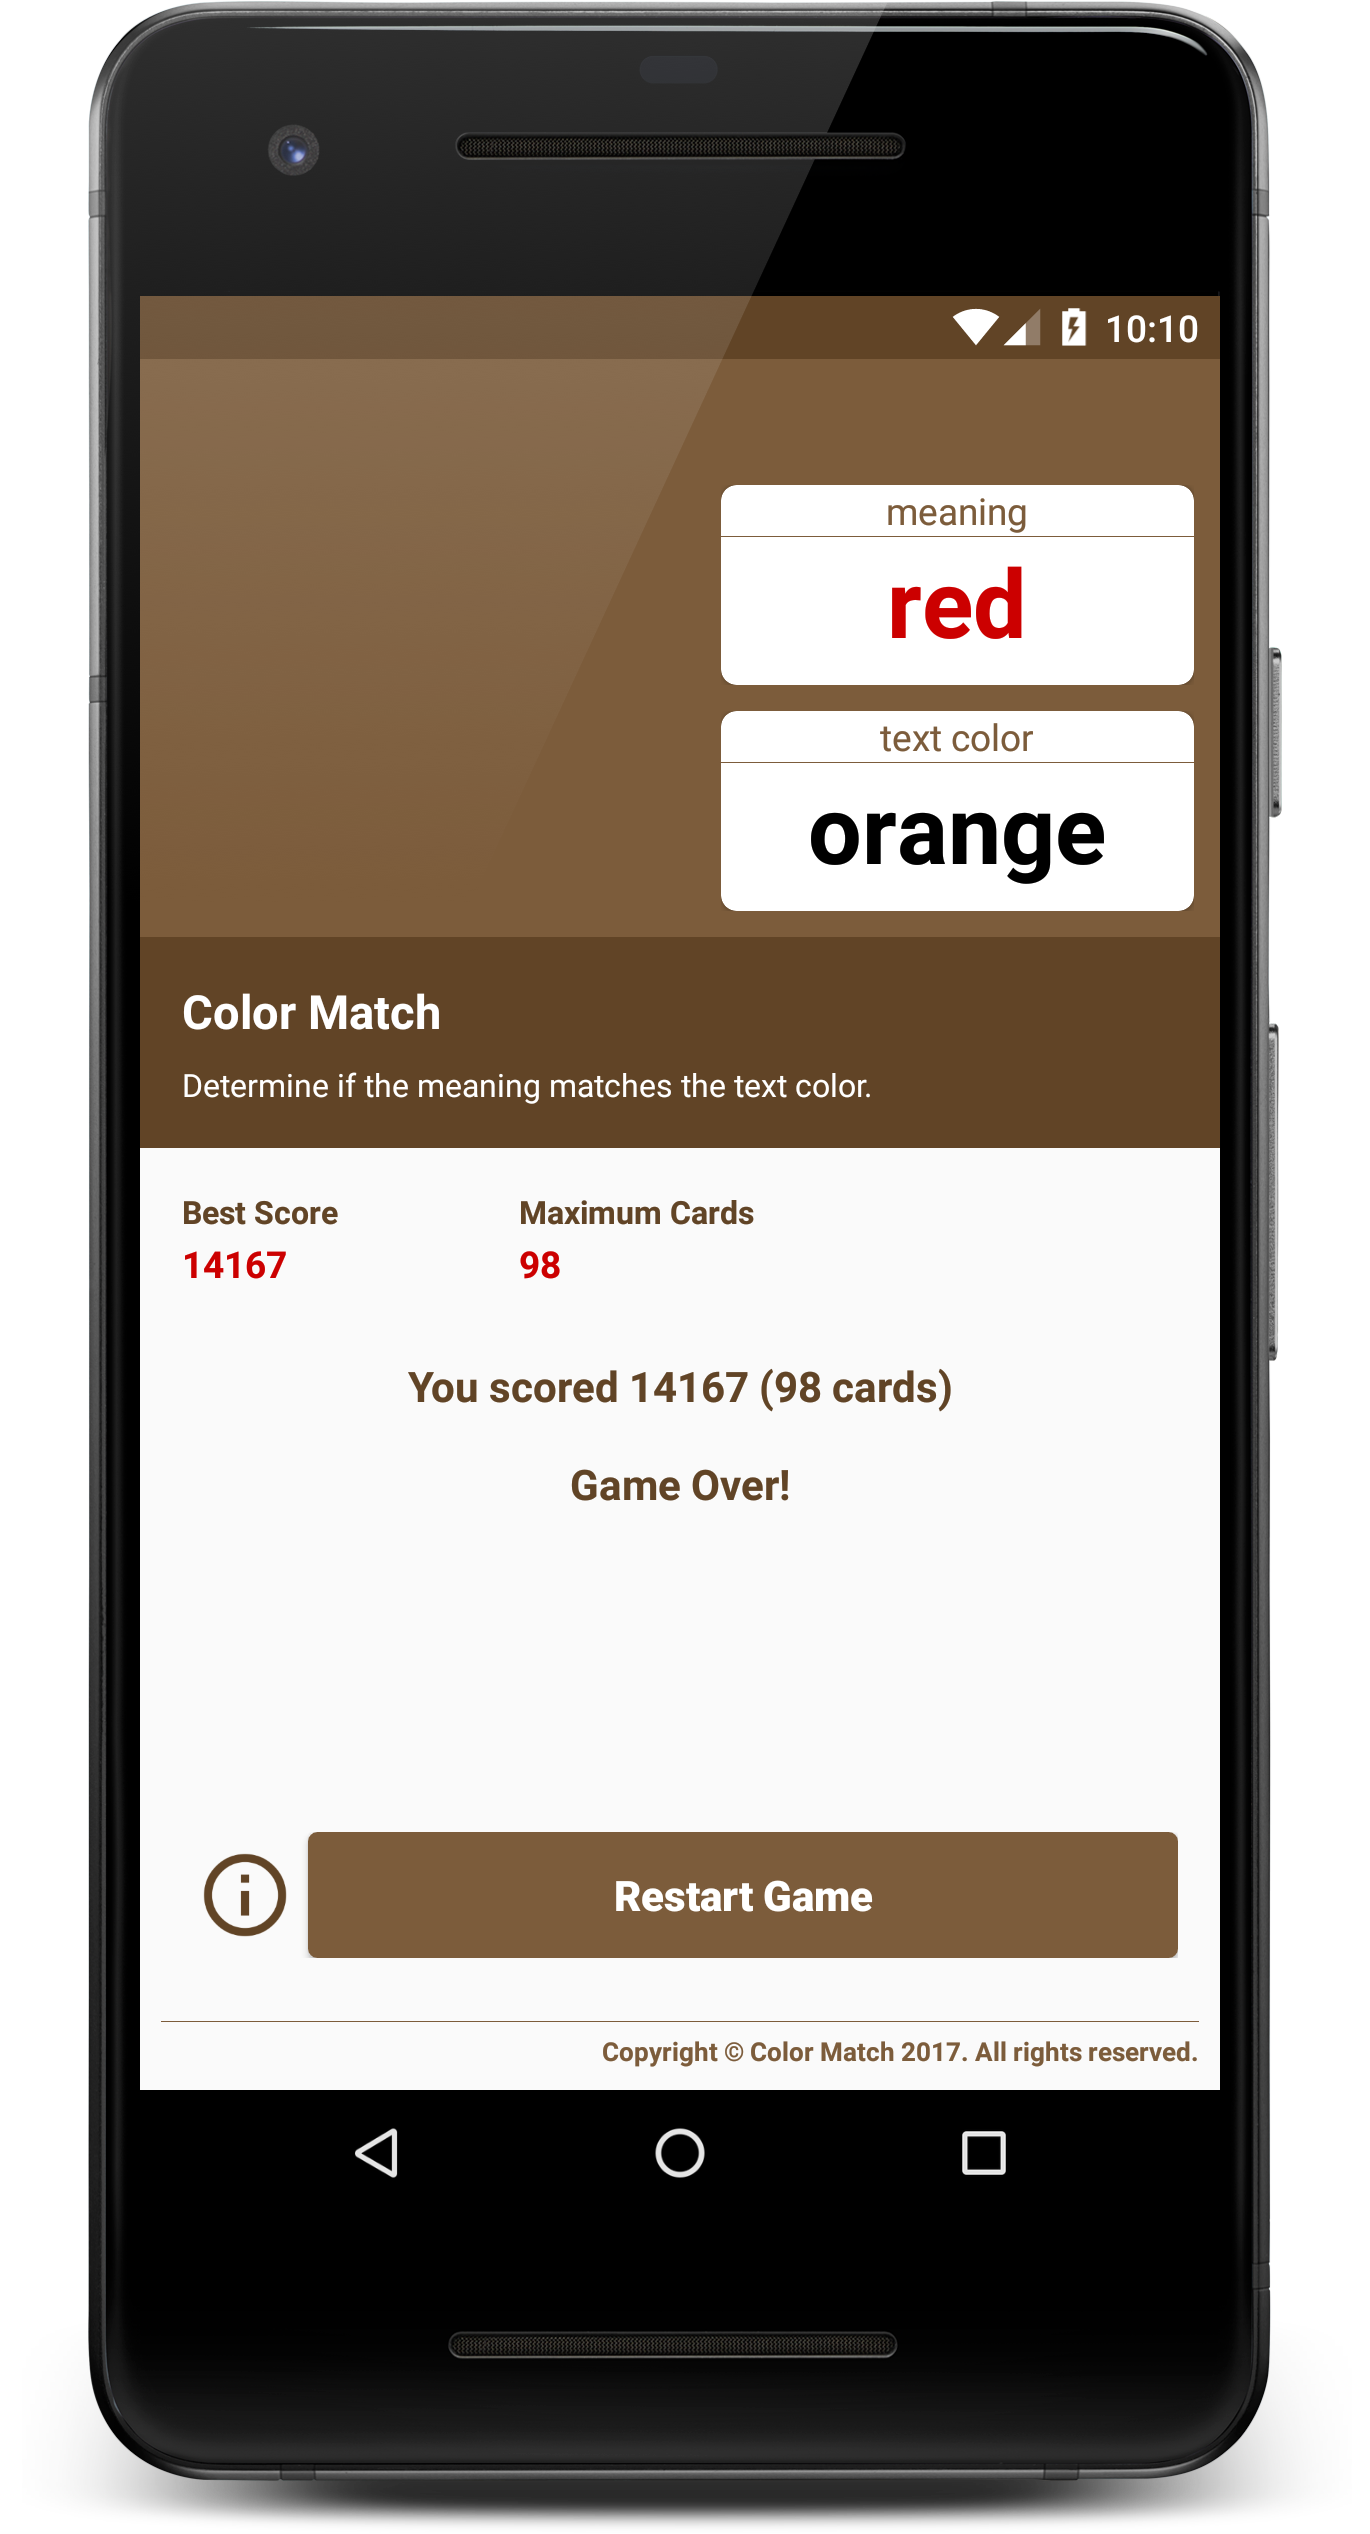 10:10
meaning
red
text color
orange
Color Match
Determine if the meaning matches the text color.
Best Score Maximum Cards
14167 98
You scored 14167 (98 cards)
Game Over!
Restart Game
Copyright © Color Match 2017. All rights reserved.